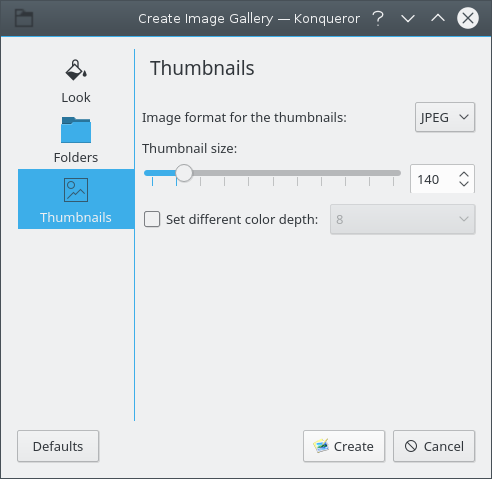 Create Image Gallery — Konqueror
Look
Folders
Thumbnails
Thumbnails
Image format for the thumbnails: JPEG
Thumbnail size:
140
Set different color depth: 8
Defaults
Create
Cancel